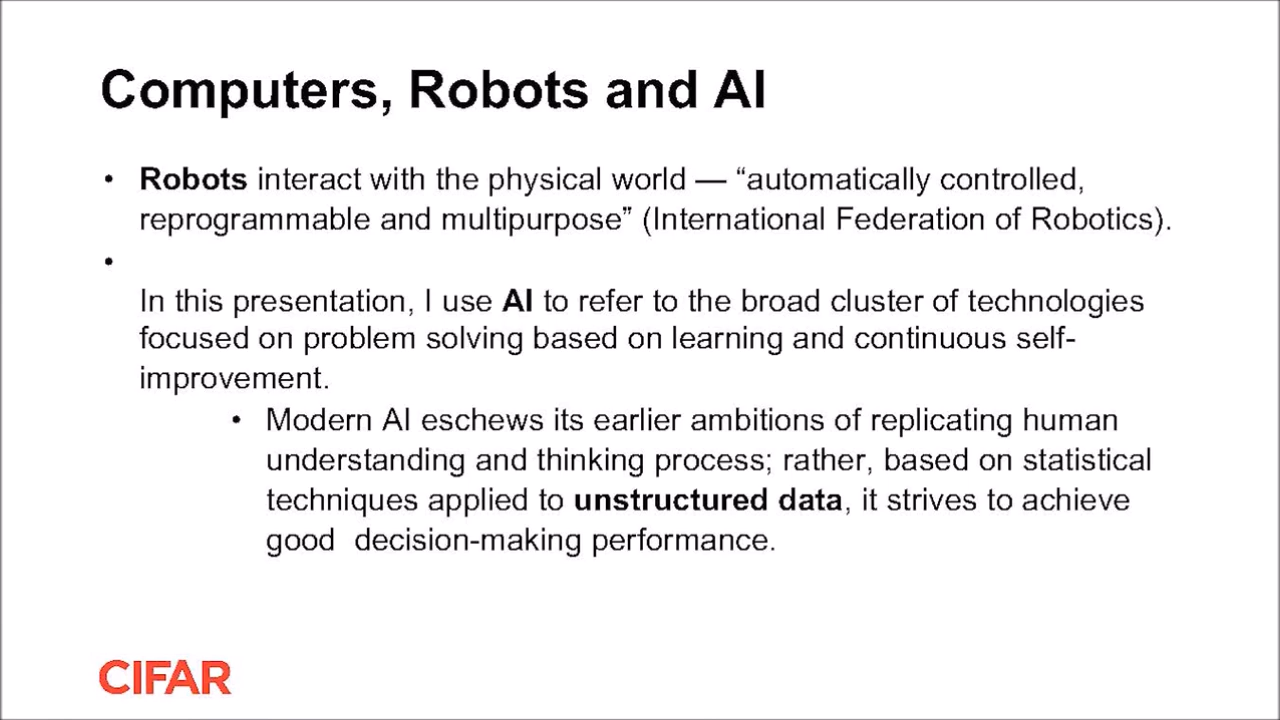 Computers, Robots and AI
• Robots interact with the physical world — “automatically controlled,
reprogrammable and multipurpose” (International Federation of Robotics).
•
In this presentation, I use AI to refer to the broad cluster of technologies
focused on problem solving based on learning and continuous self-
improvement.
• Modern AI eschews its earlier ambitions of replicating human
understanding and thinking process; rather, based on statistical
techniques applied to unstructured data, it strives to achieve
good  decision-making performance.
CIFAR